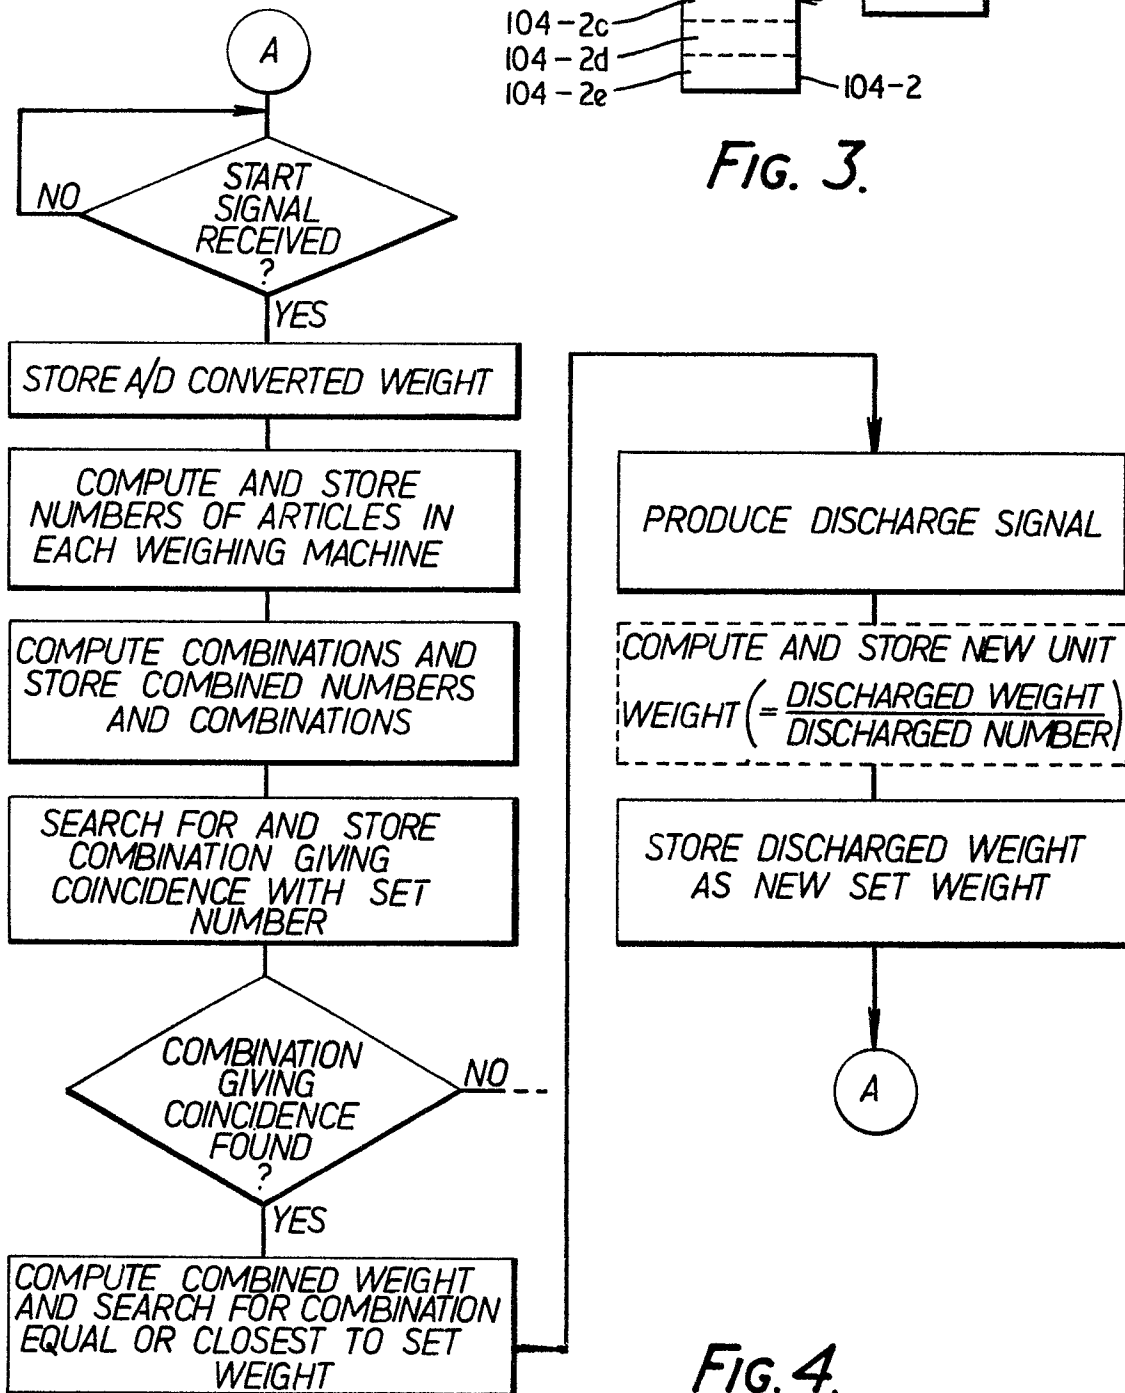 104-2c
104-2d
104-2e
104-2
FIG. 3.
A
START
SIGNAL
RECEIVED
?
NO
YES
STORE A/D CONVERTED WEIGHT
COMPUTE AND STORE
NUMBERS OF ARTICLES IN
EACH WEIGHING MACHINE
COMPUTE COMBINATIONS AND
STORE COMBINED NUMBERS
AND COMBINATIONS
SEARCH FOR AND STORE
COMBINATION GIVING
COINCIDENCE WITH SET
NUMBER
COMBINATION
GIVING
COINCIDENCE
FOUND
?
NO
YES
COMPUTE COMBINED WEIGHT
AND SEARCH FOR COMBINATION
EQUAL OR CLOSEST TO SET
WEIGHT
PRODUCE DISCHARGE SIGNAL
COMPUTE AND STORE NEW UNIT
WEIGHT (= DISCHARGED WEIGHT
DISCHARGED NUMBER)
STORE DISCHARGED WEIGHT
AS NEW SET WEIGHT
A
FIG. 4.